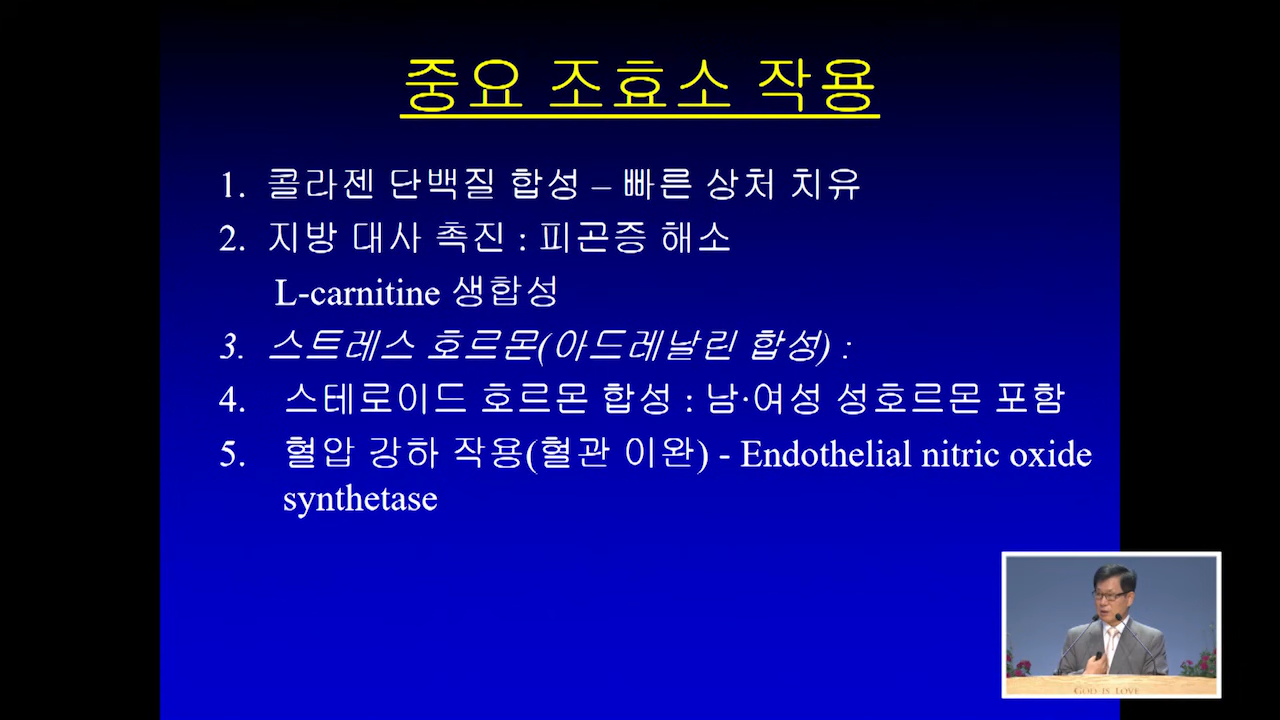 중요 조효소 작용
1. 콜라젠 단백질 합성 – 빠른 상처 치유
2. 지방 대사 촉진 : 피곤증 해소
L-carnitine 생합성
3. 스트레스 호르몬(아드레날린 합성) :
4. 스테로이드 호르몬 합성 : 남·여성 성호르몬 포함
5. 혈압 강하 작용(혈관 이완) - Endothelial nitric oxide
synthetase
GOD IS LOVE